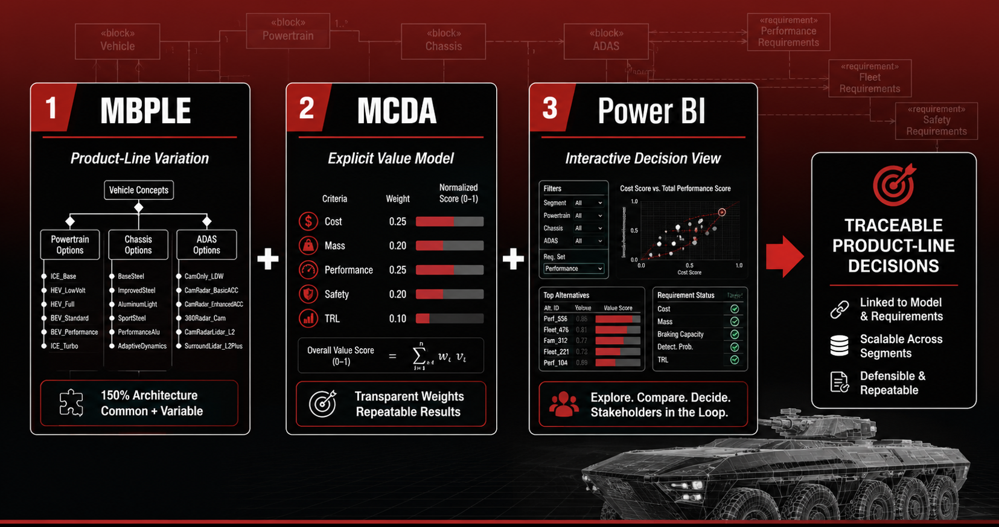 «block»
Vehicle
«block»
Powertrain
«block»
Chassis
«block»
ADAS
«requirement»
Performance
Requirements
«requirement»
Fleet
Requirements
«requirement»
Safety
Requirements
1
MBPLE
Product-Line Variation
Vehicle Concepts
Powertrain
Options
ICE_Base
HEV_LowVolt
HEV_Full
BEV_Standard
BEV_Performance
ICE_Turbo
Chassis
Options
BaseSteel
ImprovedSteel
AluminumLight
SportSteel
PerformanceAlu
AdaptiveDynamics
ADAS
Options
CamOnly_LDW
CamRadar_BasicACC
CamRadar_EnhancedACC
360Radar_Cam
CamRadarLidar_L2
SurroundLidar_L2Plus
150% Architecture
Common + Variable
+
2
MCDA
Explicit Value Model
Criteria Weight Normalized
Score (0–1)
Cost 0.25
Mass 0.20
Performance 0.25
Safety 0.20
TRL 0.10
Overall Value Score
(0–1)
= ∑ w v
n
Transparent Weights
Repeatable Results
+
3
Power BI
Interactive Decision View
Filters
Segment All
Powertrain All
Chassis All
ADAS All
Req. Set
Performance
Cost Score vs. Total Performance Score
1.0
0.5
0.0
0.0 0.5 1.0
Cost Score
Top Alternatives
Alt. ID Value Score
Perf_556 0.86
Fleet_476 0.81
Fam_312 0.77
Fleet_221 0.72
Perf_104 0.69
Requirement Status
Cost
Mass
Braking Capacity
Detect. Prob.
TRL
Explore. Compare. Decide.
Stakeholders in the Loop.
TRACEABLE
PRODUCT-LINE
DECISIONS
Linked to Model
& Requirements
Scalable Across
Segments
Defensible &
Repeatable